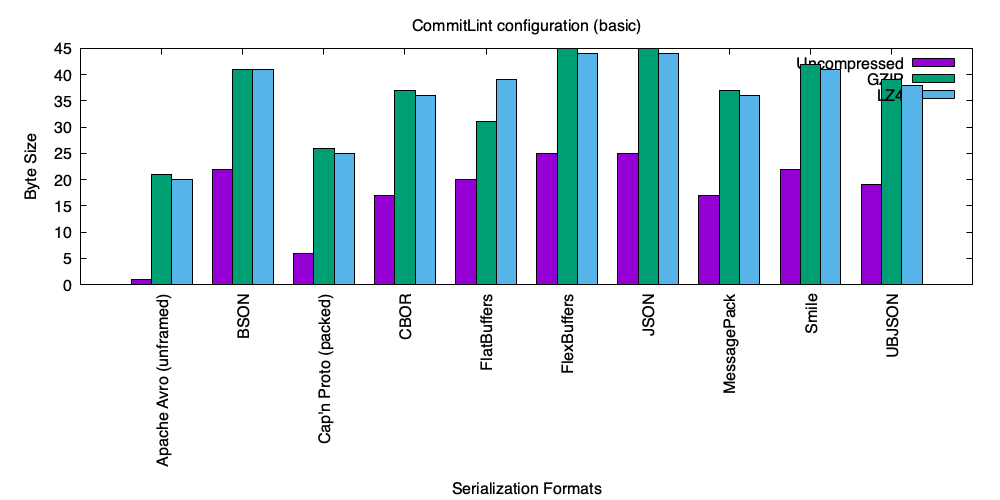 CommitLint configuration (basic)
Uncompressed
GZIP
LZ4
Byte Size
45
40
35
30
25
20
15
10
5
0
Apache Avro (unframed)
BSON
Cap'n Proto (packed)
CBOR
FlatBuffers
FlexBuffers
JSON
MessagePack
Smile
UBJSON
Serialization Formats